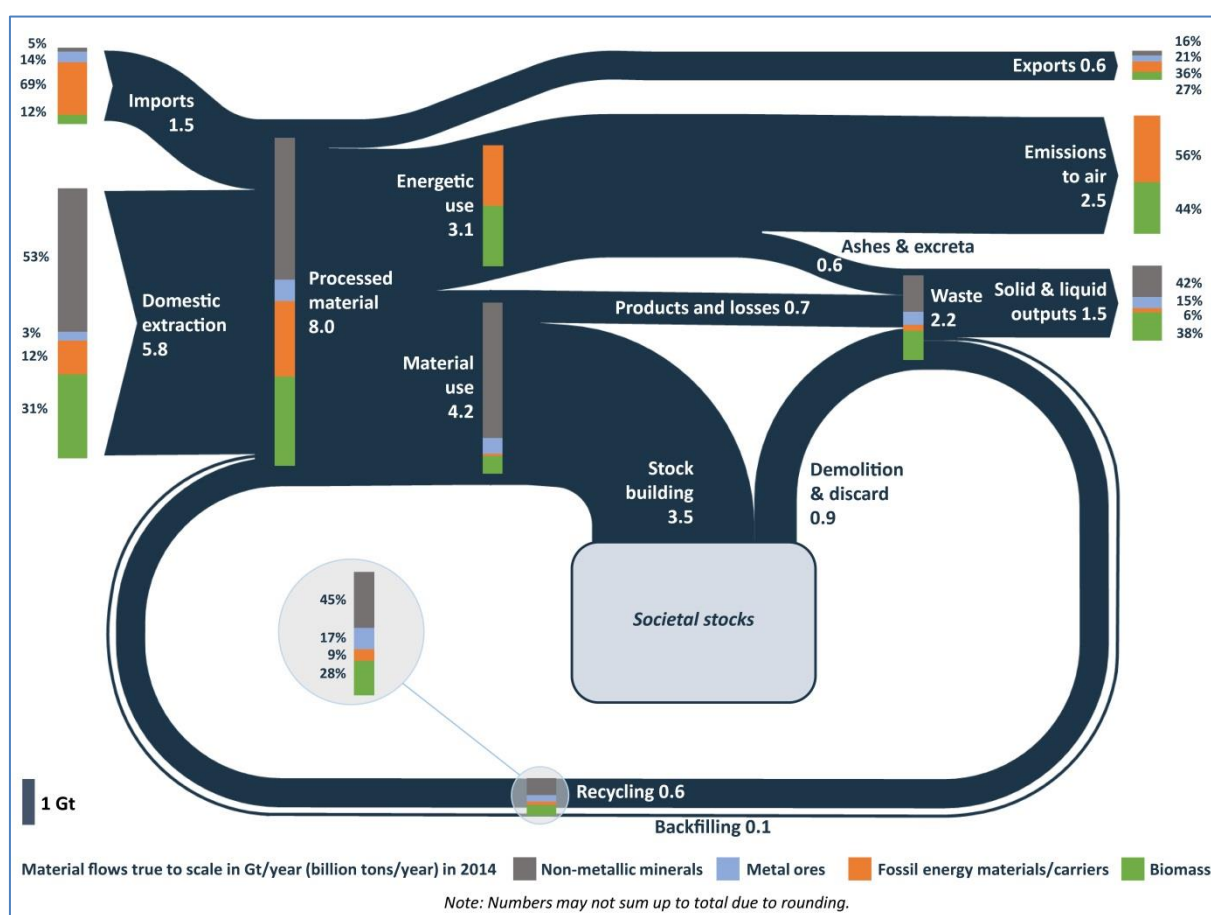 5%
14%
69%
12%
Imports
1.5
Exports 0.6
16%
21%
36%
27%
53%
3%
12%
31%
Domestic
extraction
5.8
Processed
material
8.0
Energetic
use
3.1
Emissions
to air
2.5
56%
44%
Ashes & excreta
0.6
Products and losses 0.7
Waste
2.2
Solid & liquid
outputs 1.5
42%
15%
6%
38%
Material
use
4.2
Stock
building
3.5
Demolition
& discard
0.9
Societal stocks
45%
17%
9%
28%
Recycling 0.6
Backfilling 0.1
1 Gt
Material flows true to scale in Gt/year (billion tons/year) in 2014 Non-metallic minerals Metal ores Fossil energy materials/carriers Biomass
Note: Numbers may not sum up to total due to rounding.